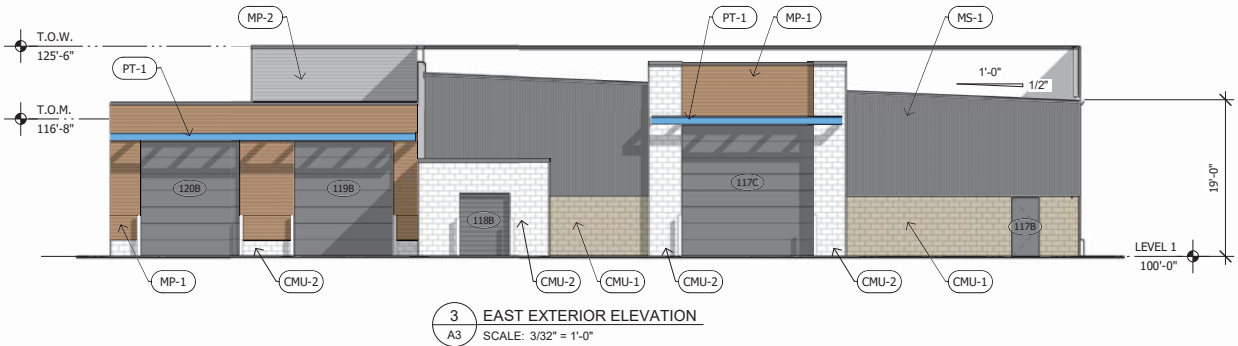 MP-2
PT-1
MP-1
MS-1
T.O.W.
125'-6"
PT-1
1'-0"
1/2"
T.O.M.
116'-8"
19'-0"
120B
119B
117C
118B
117B
LEVEL 1
100'-0"
MP-1
CMU-2
CMU-2
CMU-1
CMU-2
CMU-2
CMU-1
3
A3
EAST EXTERIOR ELEVATION
SCALE: 3/32" = 1'-0"